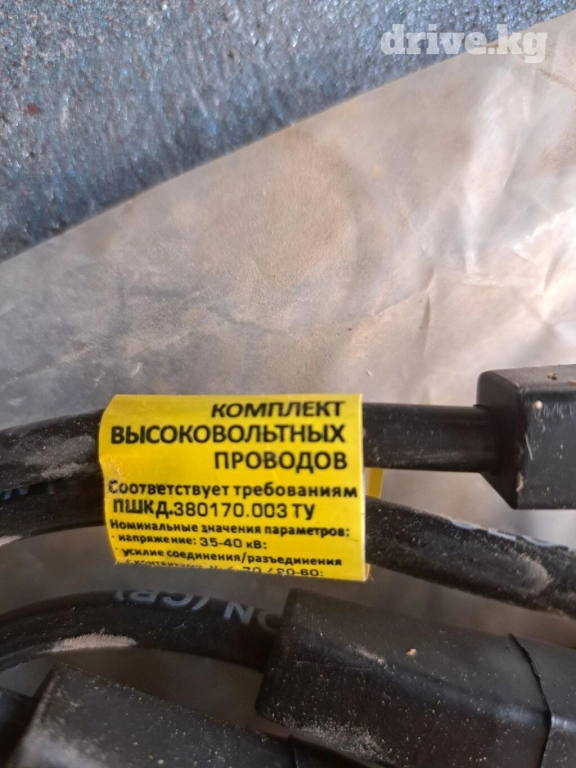 drive.kg
КОМПЛЕКТ
ВЫСОКОВОЛЬТНЫХ
ПРОВОДОВ
Соответствует требованиям
ПШКД.380170.003 ТУ
Номинальные значения параметров:
· напряжение: 35-40 кВ:
· усилие соединения/разъединения